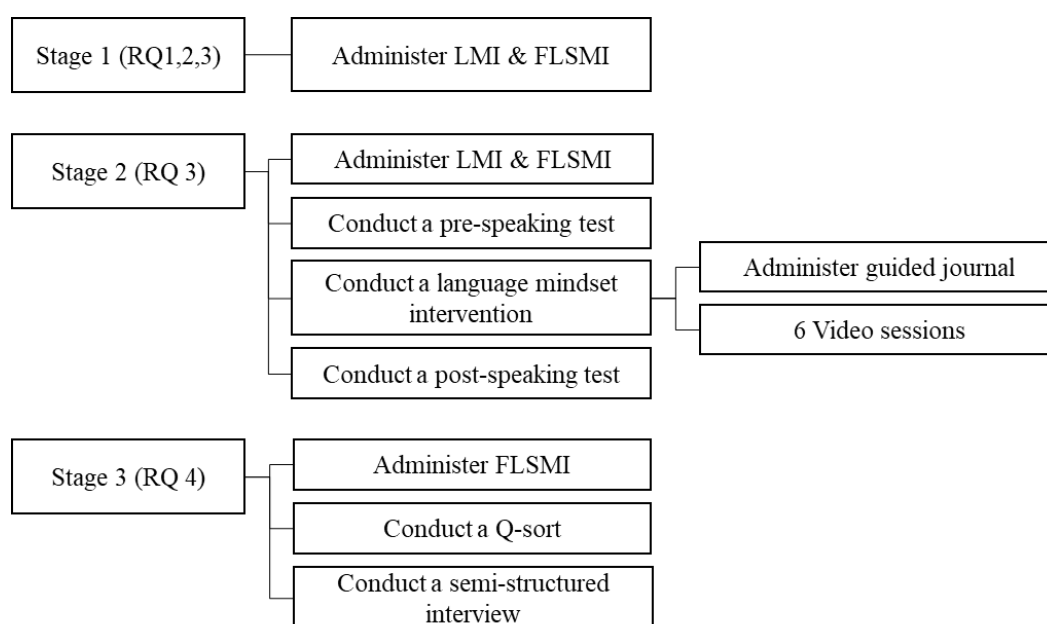 Stage 1 (RQ1,2,3)
Administer LMI & FLSMI
Stage 2 (RQ 3)
Administer LMI & FLSMI
Conduct a pre-speaking test
Conduct a language mindset
intervention
Administer guided journal
6 Video sessions
Conduct a post-speaking test
Stage 3 (RQ 4)
Administer FLSMI
Conduct a Q-sort
Conduct a semi-structured
interview